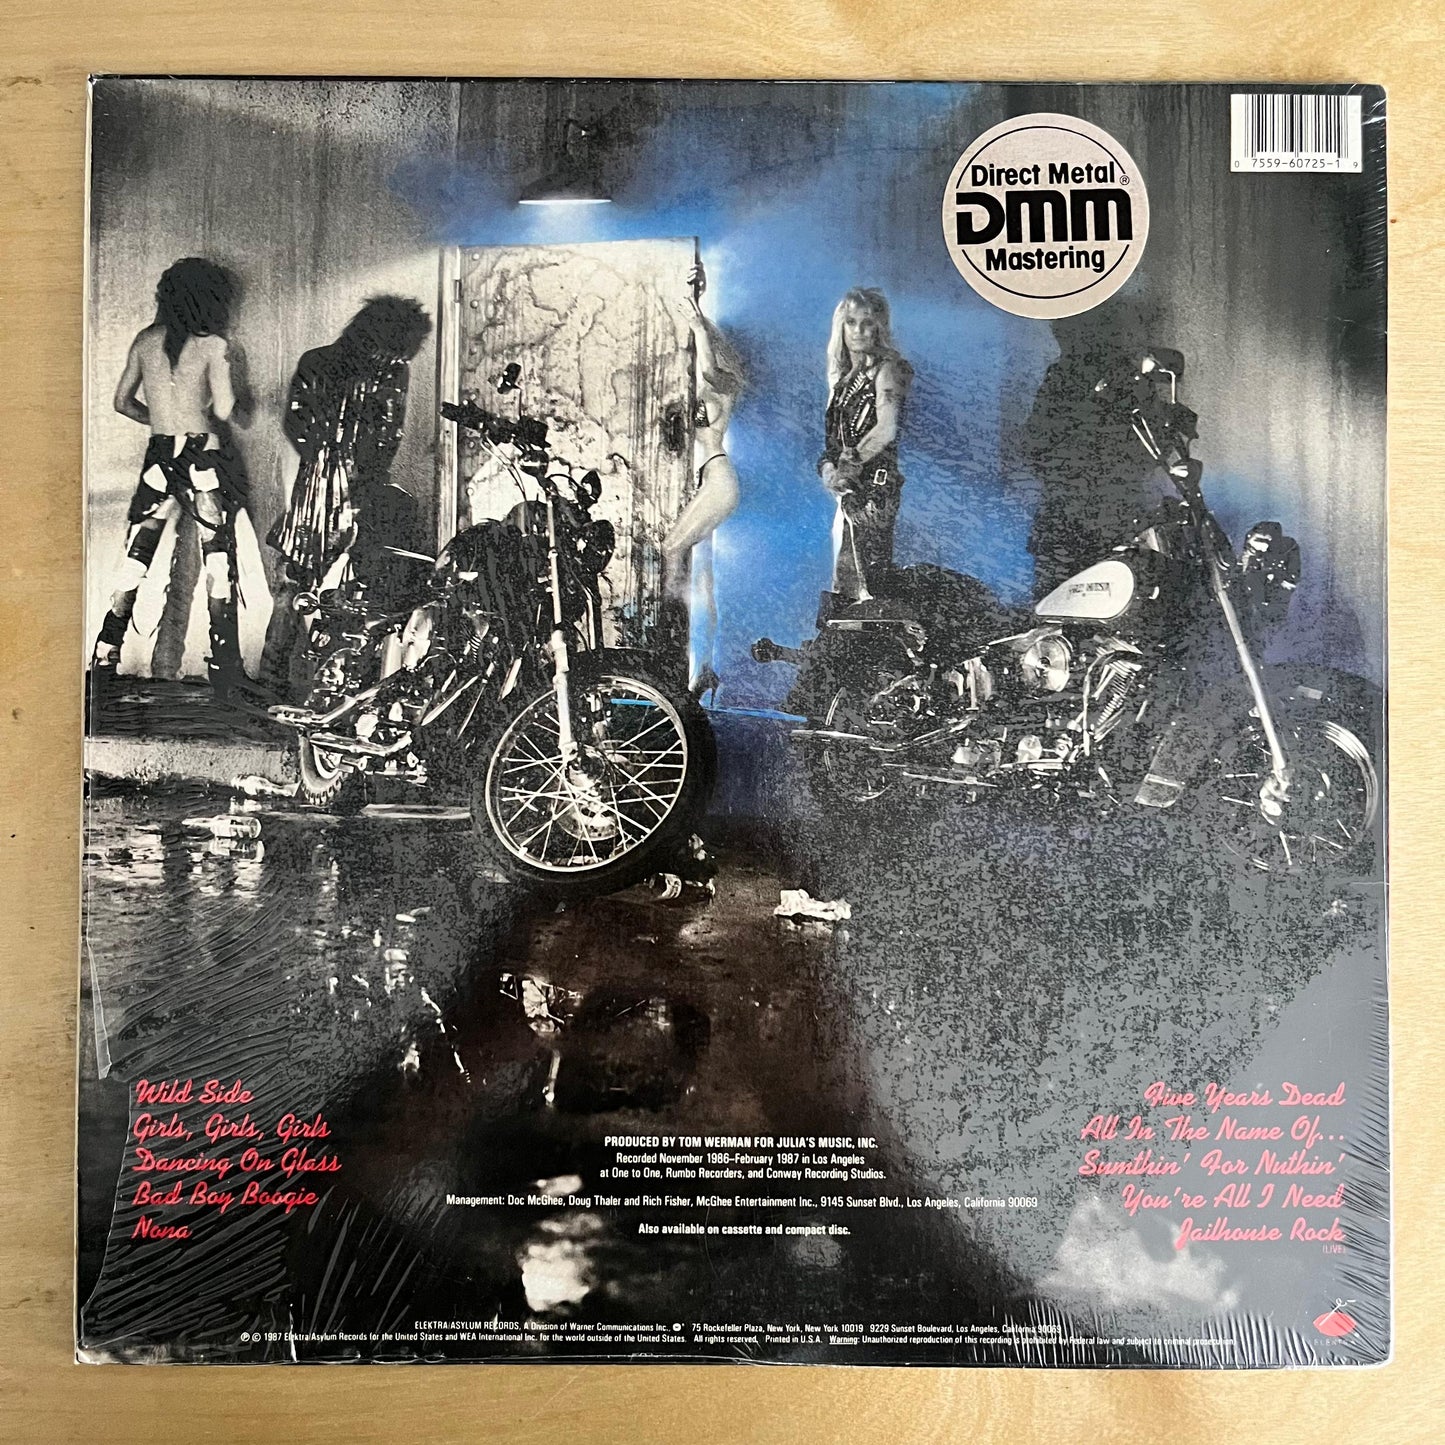 0 7559-60725-1 9
Direct Metal ®
DMM
Mastering
HARLEY-DAVIDSON
Wild Side
Girls, Girls, Girls
Dancing On Glass
Bad Boy Boogie
Nona
Five Years Dead
All In The Name Of...
Sumthin' For Nuthin'
You're All I Need
Jailhouse Rock
(LIVE)
PRODUCED BY TOM WERMAN FOR JULIA'S MUSIC, INC.
Recorded November 1986–February 1987 in Los Angeles
at One to One, Rumbo Recorders, and Conway Recording Studios.
Management: Doc McGhee, Doug Thaler and Rich Fisher, McGhee Entertainment Inc., 9145 Sunset Blvd., Los Angeles, California 90069
Also available on cassette and compact disc.
ELEKTRA/ASYLUM RECORDS, A Division of Warner Communications Inc., 75 Rockefeller Plaza, New York, New York 10019 9229 Sunset Boulevard, Los Angeles, California 90069
℗ © 1987 Elektra/Asylum Records for the United States and WEA International Inc. for the world outside of the United States. All rights reserved. Printed in U.S.A. Warning: Unauthorized reproduction of this recording is prohibited by Federal law and subject to criminal prosecution.
ELEKTRA